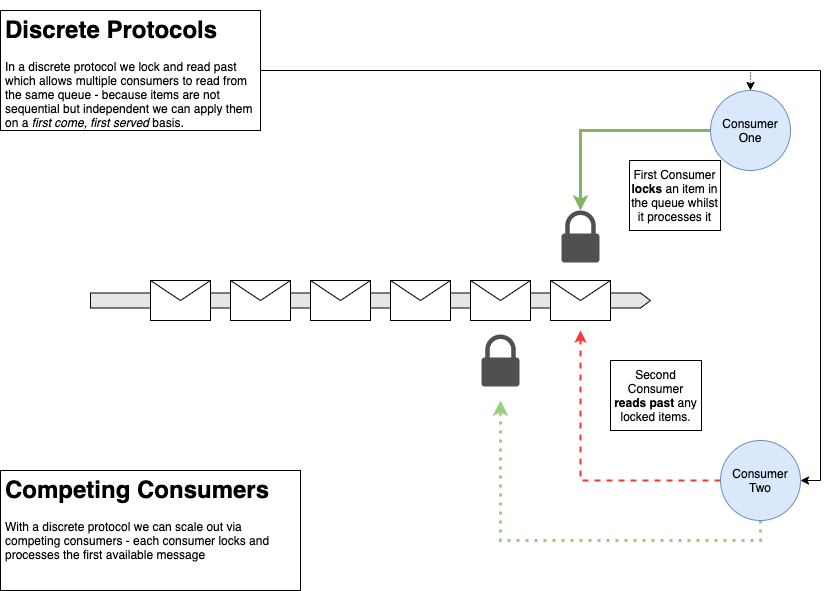 Discrete Protocols
In a discrete protocol we lock and read past
which allows multiple consumers to read from
the same queue - because items are not
sequential but independent we can apply them
on a first come, first served basis.
Consumer
One
First Consumer
locks an item in
the queue whilst
it processes it
Second
Consumer
reads past any
locked items.
Consumer
Two
Competing Consumers
With a discrete protocol we can scale out via
competing consumers - each consumer locks and
processes the first available message